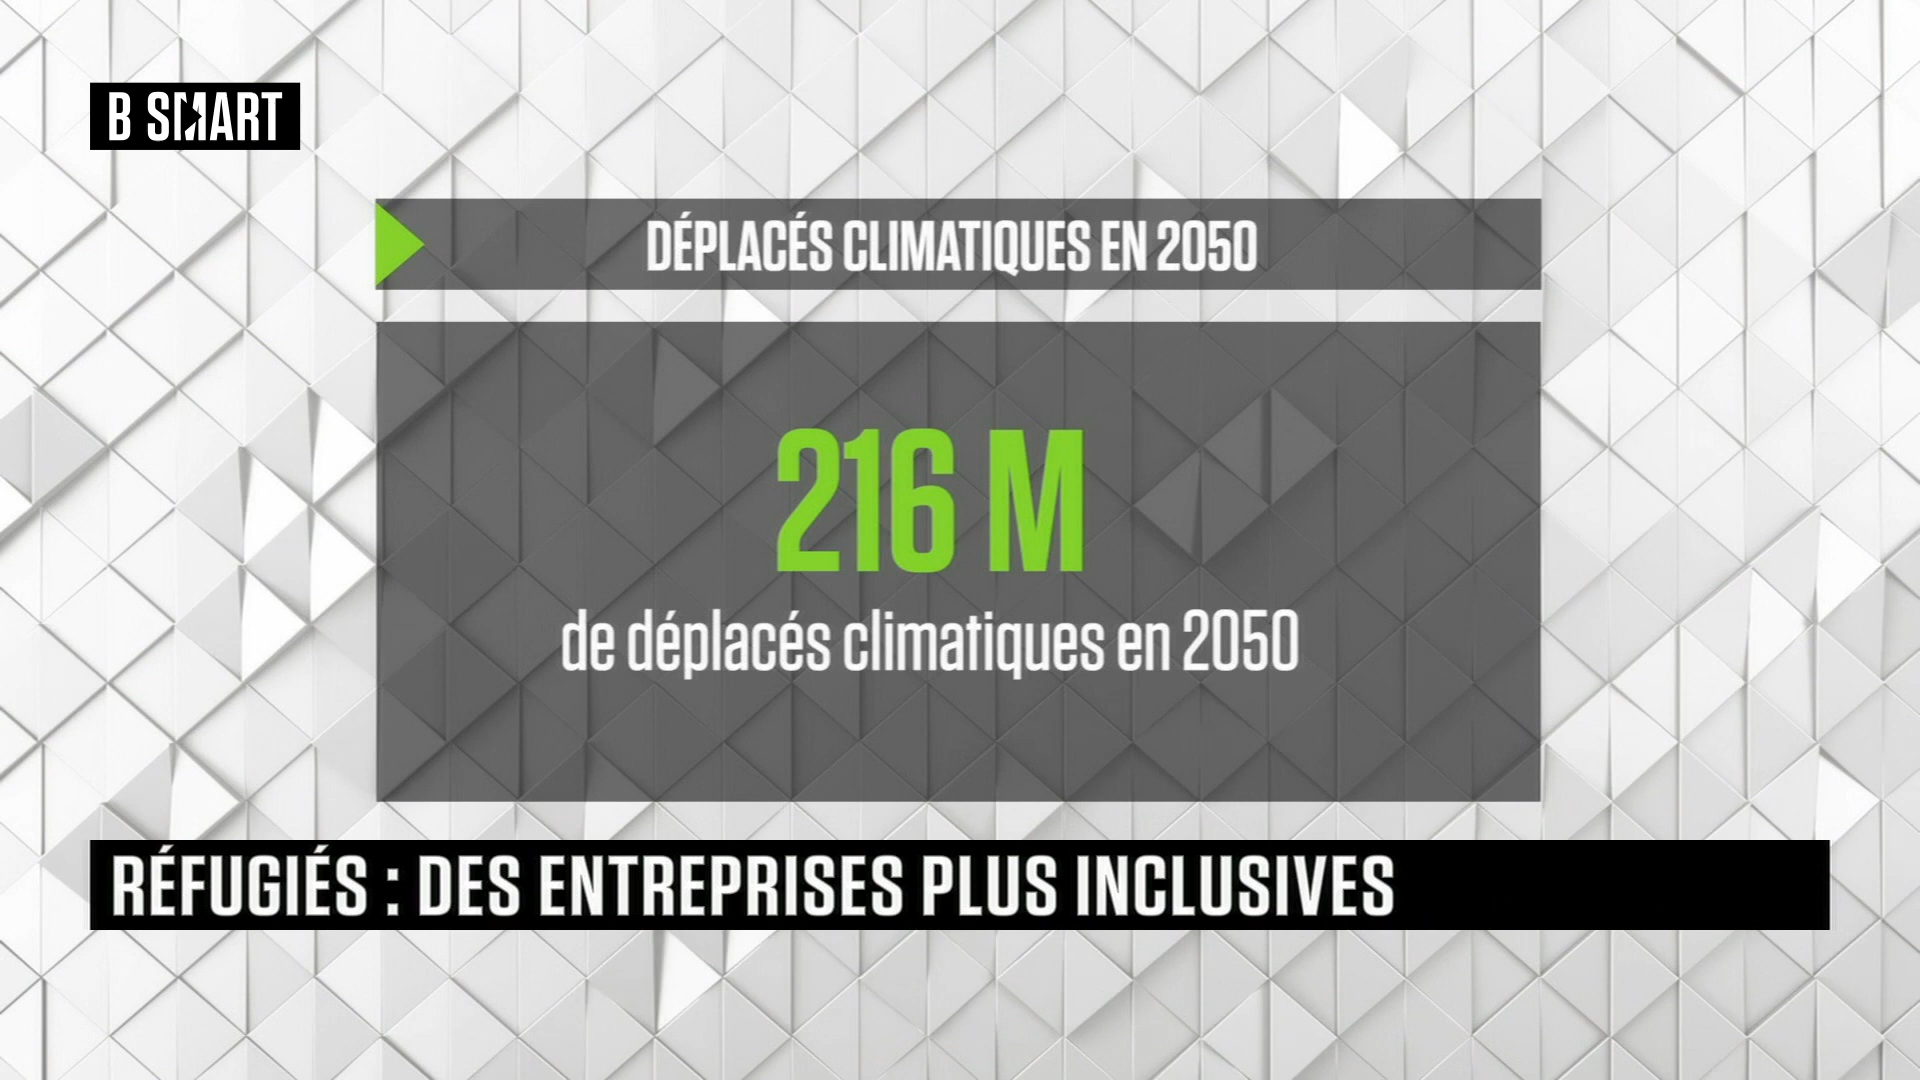 B SMART
DÉPLACÉS CLIMATIQUES EN 2050
216 M
de déplacés climatiques en 2050
RÉFUGIÉS : DES ENTREPRISES PLUS INCLUSIVES